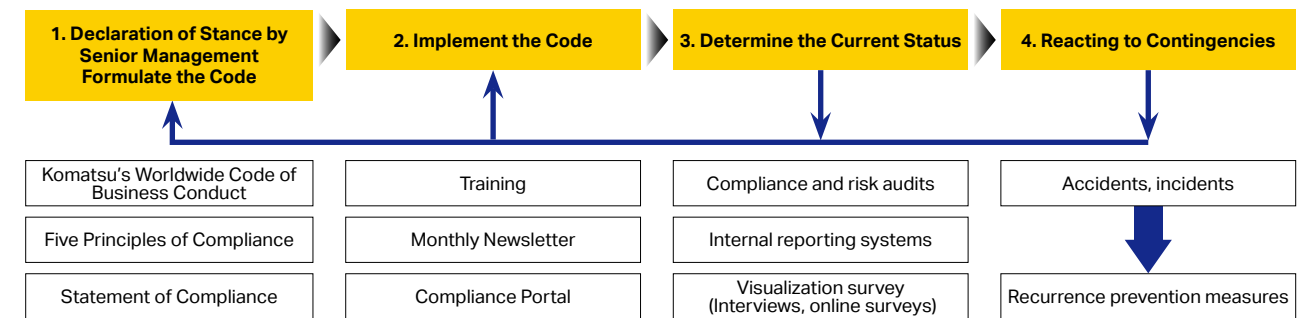 1. Declaration of Stance by
Senior Management
Formulate the Code
2. Implement the Code
3. Determine the Current Status
4. Reacting to Contingencies
Komatsu's Worldwide Code of
Business Conduct
Training
Compliance and risk audits
Accidents, incidents
Five Principles of Compliance
Monthly Newsletter
Internal reporting systems
Statement of Compliance
Compliance Portal
Visualization survey
(Interviews, online surveys)
Recurrence prevention measures